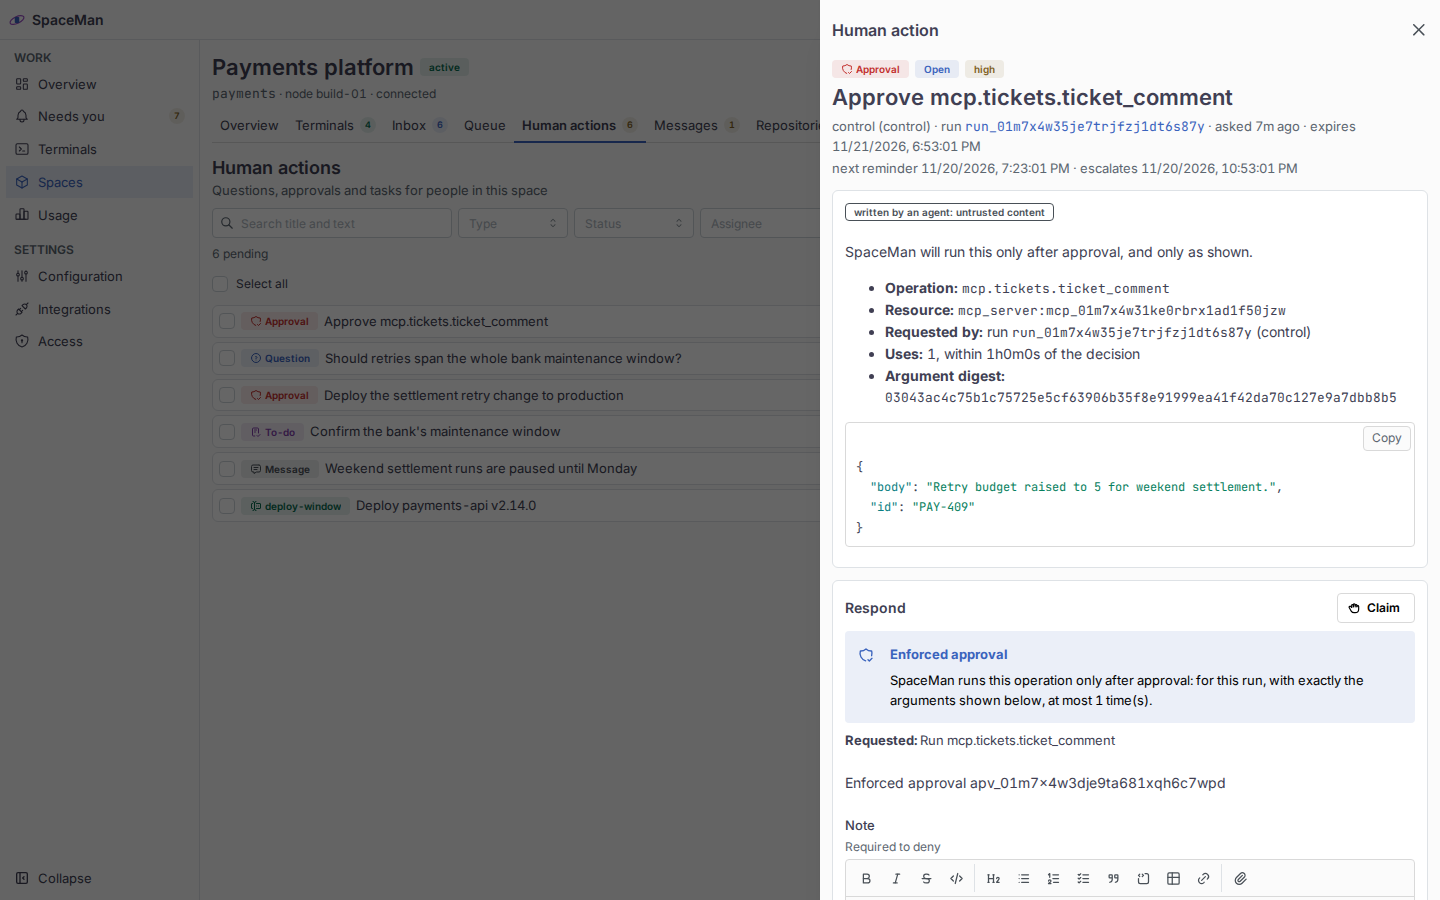 SpaceMan
WORK
Overview
Needs you 7
Terminals
Spaces
Usage
SETTINGS
Configuration
Integrations
Access
Collapse
Payments platform active
payments · node build-01 · connected
Overview Terminals 4 Inbox 6 Queue Human actions 6 Messages 1 Repositorie
Human actions
Questions, approvals and tasks for people in this space
Search title and text Type Status Assignee
6 pending
Select all
Approval Approve mcp.tickets.ticket_comment
Question Should retries span the whole bank maintenance window?
Approval Deploy the settlement retry change to production
To-do Confirm the bank's maintenance window
Message Weekend settlement runs are paused until Monday
deploy-window Deploy payments-api v2.14.0
Human action
Approval Open high
Approve mcp.tickets.ticket_comment
control (control) · run run_01m7x4w35je7trjfzj1dt6s87y · asked 7m ago · expires
11/21/2026, 6:53:01 PM
next reminder 11/20/2026, 7:23:01 PM · escalates 11/20/2026, 10:53:01 PM
written by an agent: untrusted content
SpaceMan will run this only after approval, and only as shown.
• Operation: mcp.tickets.ticket_comment
• Resource: mcp_server:mcp_01m7x4w31ke0rbrx1ad1f50jzw
• Requested by: run run_01m7x4w35je7trjfzj1dt6s87y (control)
• Uses: 1, within 1h0m0s of the decision
• Argument digest:
03043ac4c75b1c75725e5cf63906b35f8e91999ea41f42da70c127e9a7dbb8b5
Copy
{
"body": "Retry budget raised to 5 for weekend settlement.",
"id": "PAY-409"
}
Respond Claim
Enforced approval
SpaceMan runs this operation only after approval: for this run, with exactly the
arguments shown below, at most 1 time(s).
Requested: Run mcp.tickets.ticket_comment
Enforced approval apv_01m7x4w3dje9ta681xqh6c7wpd
Note
Required to deny
B I S </> H2